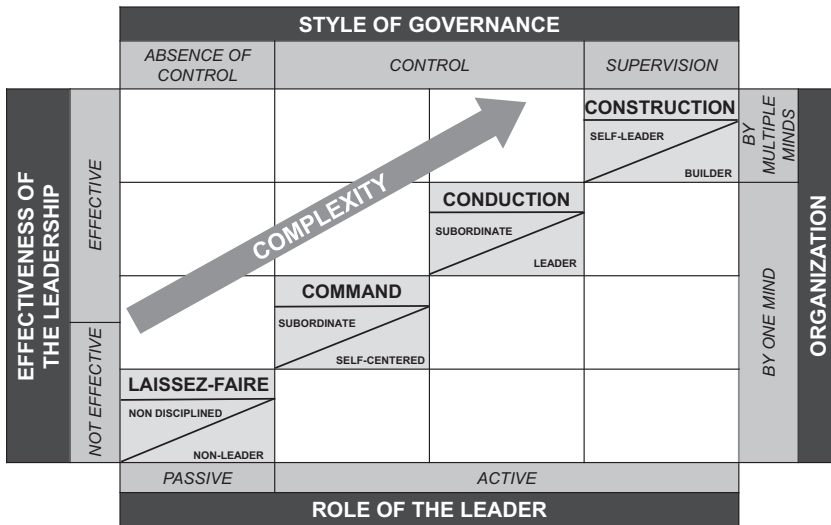 STYLE OF GOVERNANCE
ABSENCE OF
CONTROL
CONTROL
SUPERVISION
EFFECTIVENESS OF
THE LEADERSHIP
EFFECTIVE
NOT EFFECTIVE
COMPLEXITY
CONSTRUCTION
SELF-LEADER
BUILDER
CONDUCTION
SUBORDINATE
LEADER
COMMAND
SUBORDINATE
SELF-CENTERED
LAISSEZ-FAIRE
NON DISCIPLINED
NON-LEADER
BY
MULTIPLE
MINDS
BY ONE MIND
ORGANIZATION
PASSIVE
ACTIVE
ROLE OF THE LEADER